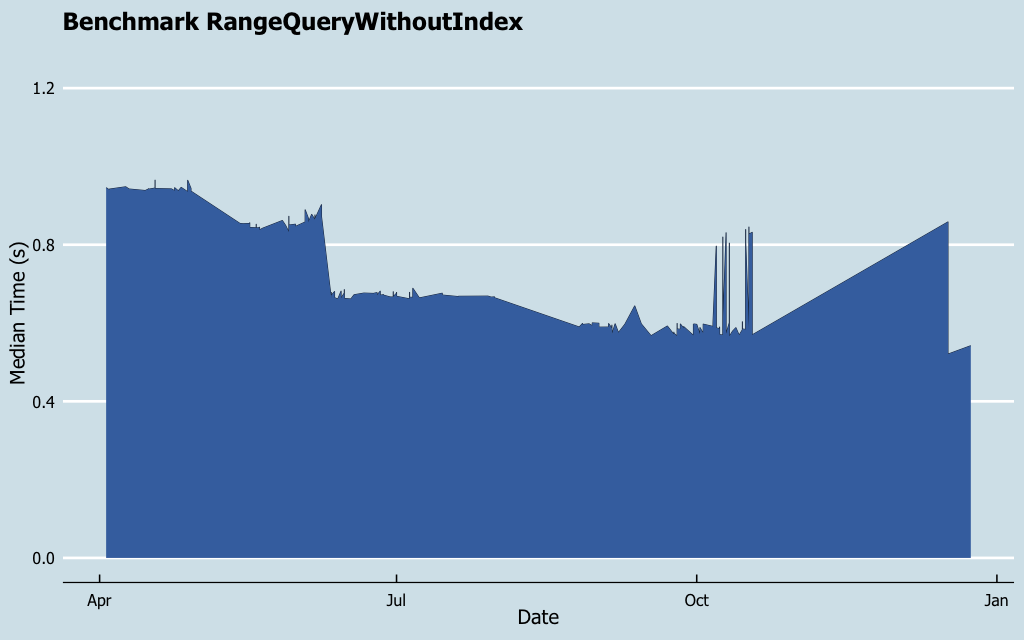 Benchmark RangeQueryWithoutIndex
1.2
0.8
0.4
0.0
Median Time (s)
Apr
Jul
Oct
Jan
Date